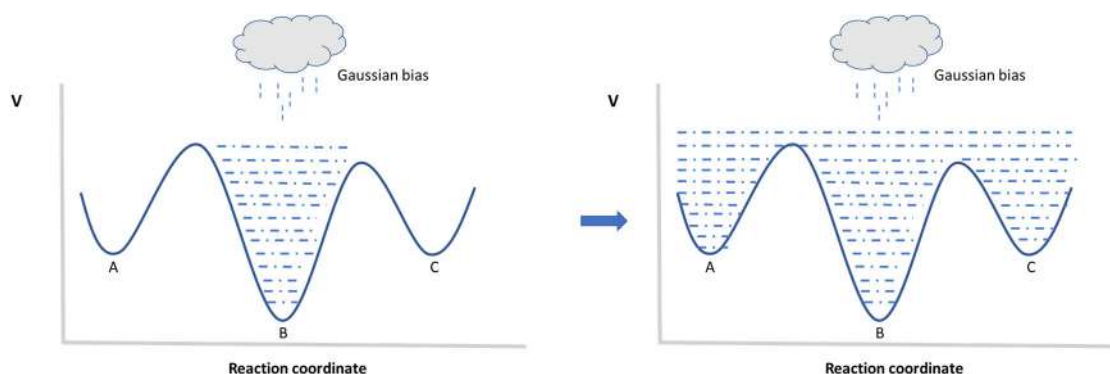 Gaussian bias
V
A
C
B
Reaction coordinate
Gaussian bias
V
A
C
B
Reaction coordinate